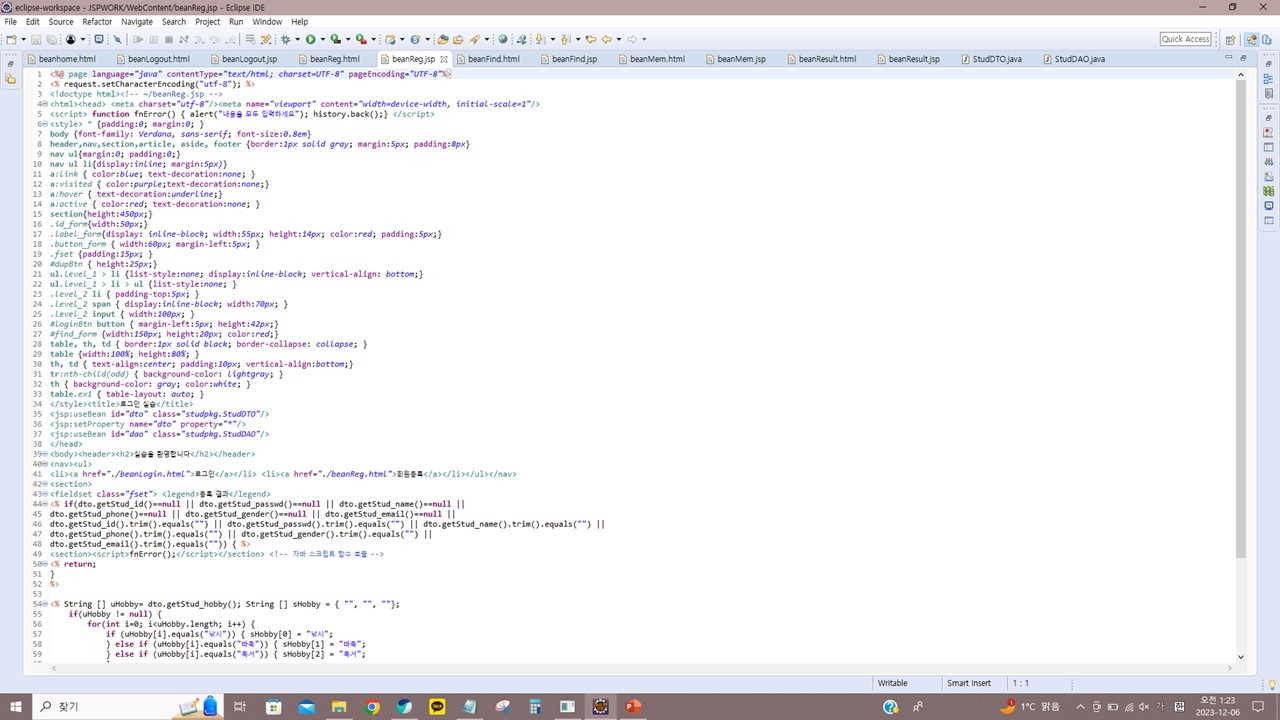 eclipse-workspace - JSPWORK/WebContent/beanReg.jsp - Eclipse IDE
File Edit Source Refactor Navigate Search Project Run Window Help
Quick Access
beanhome.html beanLogout.html beanLogout.jsp beanReg.html beanReg.jsp beanFind.html beanFind.jsp beanMem.html beanMem.jsp beanResult.html beanResult.jsp StudDTO.java StudDAO.java
1 <%@ page language="java" contentType="text/html; charset=UTF-8" pageEncoding="UTF-8"%>
2 <% request.setCharacterEncoding("utf-8"); %>
3 <!doctype html><!-- ~/beanReg.jsp -->
4 <html><head> <meta charset="utf-8"/><meta name="viewport" content="width=device-width, initial-scale=1"/>
5 <script> function fnError() { alert("내용을 모두 입력하세요"); history.back();} </script>
6 <style> * {padding:0; margin:0; }
7 body {font-family: Verdana, sans-serif; font-size:0.8em}
8 header,nav,section,article, aside, footer {border:1px solid gray; margin:5px; padding:8px}
9 nav ul{margin:0; padding:0;}
10 nav ul li{display:inline; margin:5px)}
11 a:link { color:blue; text-decoration:none; }
12 a:visited { color:purple;text-decoration:none;}
13 a:hover { text-decoration:underline;}
14 a:active { color:red; text-decoration:none; }
15 section{height:450px;}
16 .id_form{width:50px;}
17 .label_form{display: inline-block; width:55px; height:14px; color:red; padding:5px;}
18 .button_form { width:60px; margin-left:5px; }
19 .fset {padding:15px; }
20 #dupBtn { height:25px;}
21 ul.level_1 > li {list-style:none; display:inline-block; vertical-align: bottom;}
22 ul.level_1 > li > ul {list-style:none; }
23 .level_2 li { padding-top:5px; }
24 .level_2 span { display:inline-block; width:70px; }
25 .level_2 input { width:100px; }
26 #loginBtn button { margin-left:5px; height:42px;}
27 #find_form {width:150px; height:20px; color:red;}
28 table, th, td { border:1px solid black; border-collapse: collapse; }
29 table {width:100%; height:80%; }
30 th, td { text-align:center; padding:10px; vertical-align:bottom;}
31 tr:nth-child(odd) { background-color: lightgray; }
32 th { background-color: gray; color:white; }
33 table.ex1 { table-layout: auto; }
34 </style><title>로그인 실습</title>
35 <jsp:useBean id="dto" class="studpkg.StudDTO"/>
36 <jsp:setProperty name="dto" property="*"/>
37 <jsp:useBean id="dao" class="studpkg.StudDAO"/>
38 </head>
39 <body><header><h2>실습을 환영합니다</h2></header>
40 <nav><ul>
41 <li><a href="./beanLogin.html">로그인</a></li> <li><a href="./beanReg.html">회원등록</a></li></ul></nav>
42 <section>
43 <fieldset class="fset"> <legend>등록 결과</legend>
44 <% if(dto.getStud_id()==null || dto.getStud_passwd()==null || dto.getStud_name()==null ||
45 dto.getStud_phone()==null || dto.getStud_gender()==null || dto.getStud_email()==null ||
46 dto.getStud_id().trim().equals("") || dto.getStud_passwd().trim().equals("") || dto.getStud_name().trim().equals("") ||
47 dto.getStud_phone().trim().equals("") || dto.getStud_gender().trim().equals("") ||
48 dto.getStud_email().trim().equals("")) { %>
49 <section><script>fnError();</script></section> <!-- 자바 스크립트 함수 호출 -->
50 <% return;
51 }
52 %>
53
54 <% String [] uHobby= dto.getStud_hobby(); String [] sHobby = { "", "", ""};
55 if(uHobby != null) {
56 for(int i=0; i<uHobby.length; i++) {
57 if (uHobby[i].equals("낚시")) { sHobby[0] = "낚시";
58 } else if (uHobby[i].equals("바둑")) { sHobby[1] = "바둑";
59 } else if (uHobby[i].equals("독서")) { sHobby[2] = "독서";
Writable Smart Insert 1 : 1
찾기
1°C 맑음
가
오전 1:23
2023-12-06